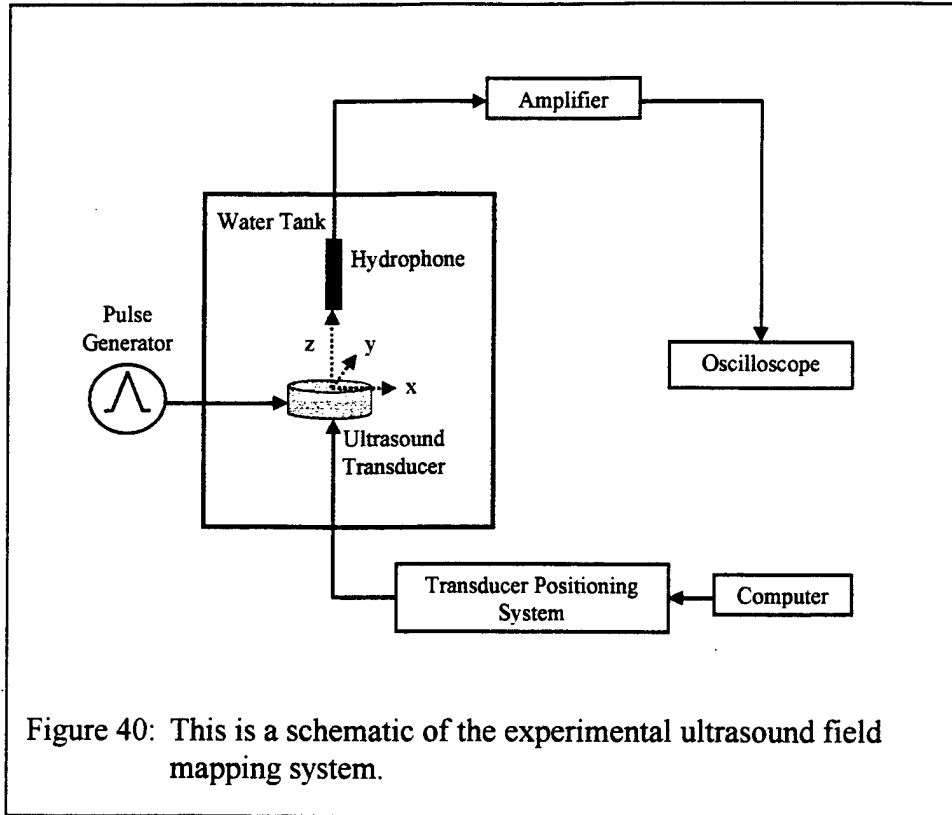 Amplifier
Water Tank
Hydrophone
Pulse
Generator
z
y
x
Oscilloscope
Ultrasound
Transducer
Transducer Positioning
System
Computer
Figure 40: This is a schematic of the experimental ultrasound field
mapping system.